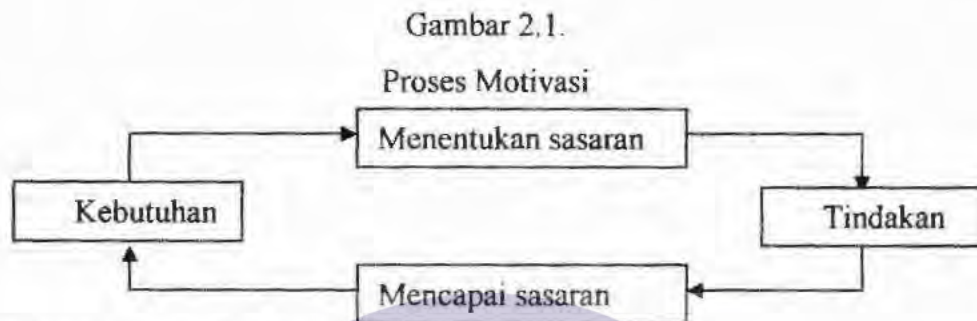 Gambar 2.1.
Proses Motivasi
Menentukan sasaran
Kebutuhan
Tindakan
Mencapai sasaran